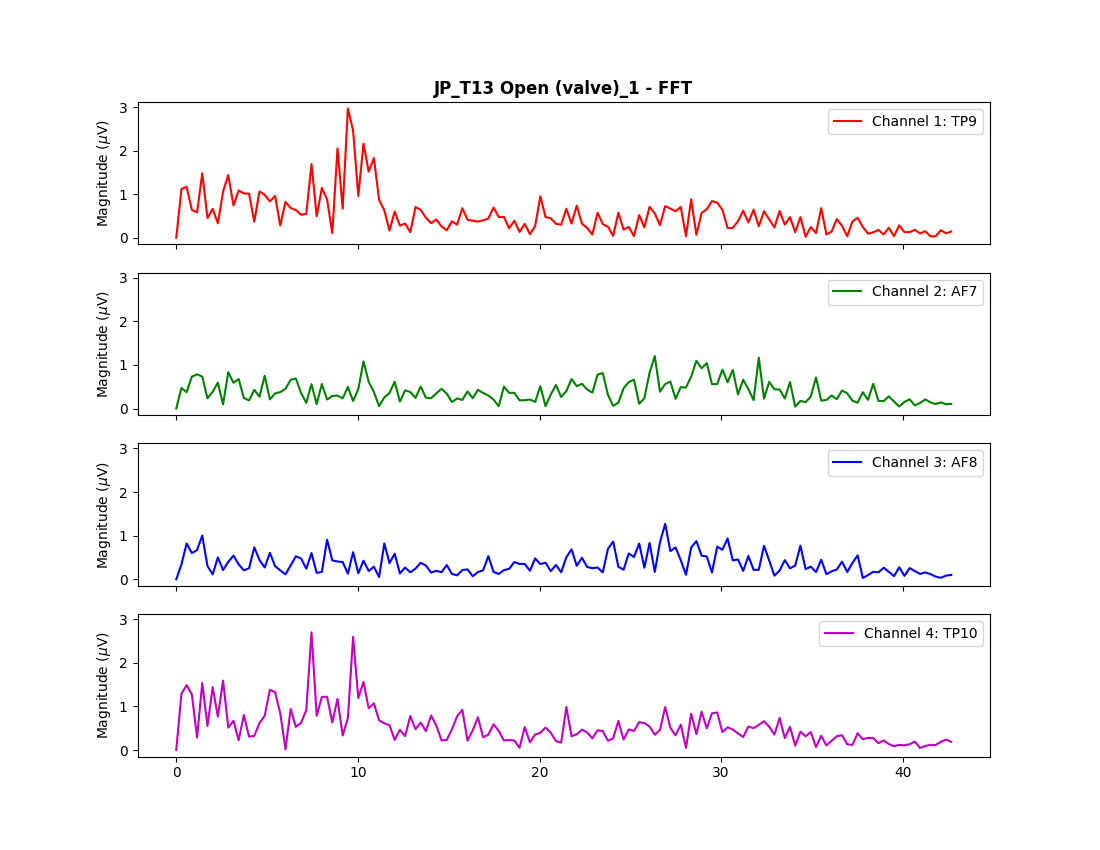 JP_T13 Open (valve)_1 - FFT
3
2
1
0
Magnitude (μV)
Channel 1: TP9
3
2
1
0
Magnitude (μV)
Channel 2: AF7
3
2
1
0
Magnitude (μV)
Channel 3: AF8
3
2
1
0
Magnitude (μV)
Channel 4: TP10
0 10 20 30 40